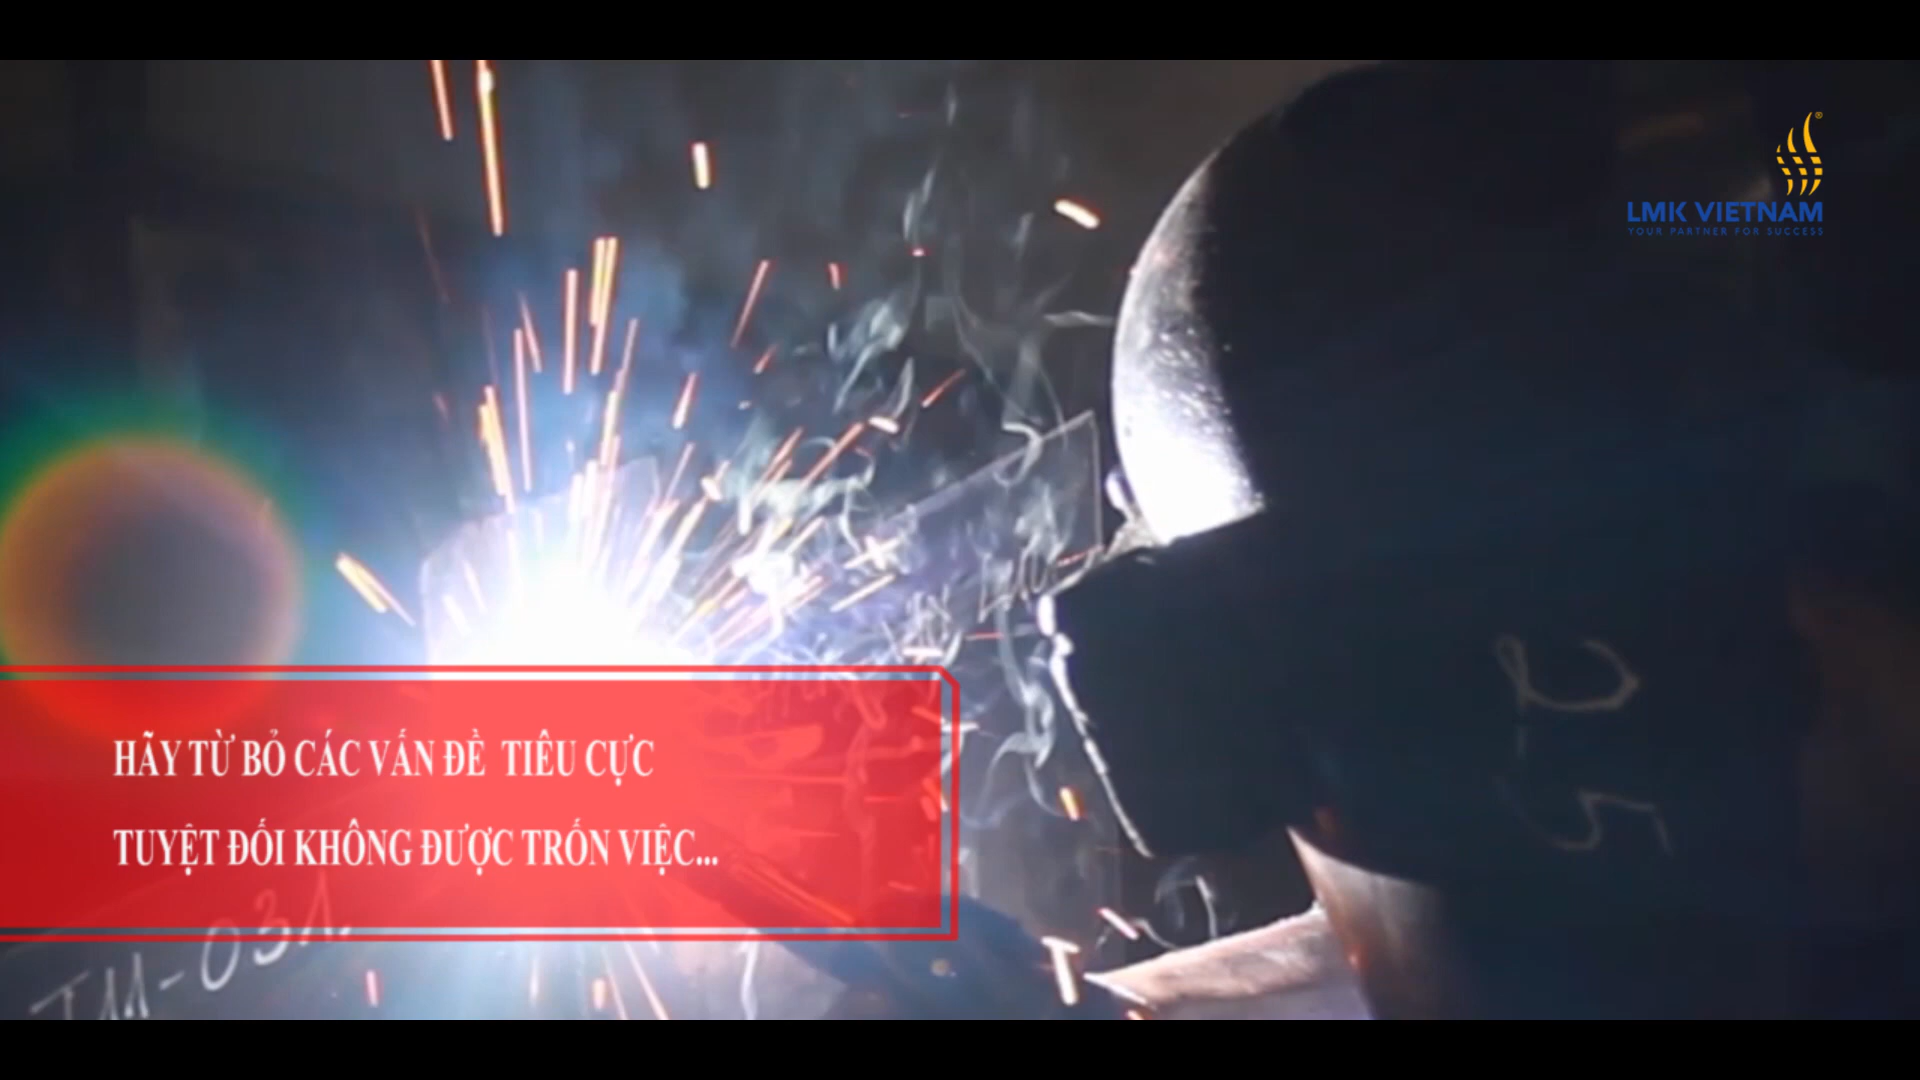 LMK VIETNAM
YOUR PARTNER FOR SUCCESS
HÃY TỪ BỎ CÁC VẤN ĐỀ TIÊU CỰC
TUYỆT ĐỐI KHÔNG ĐƯỢC TRỐN VIỆC...